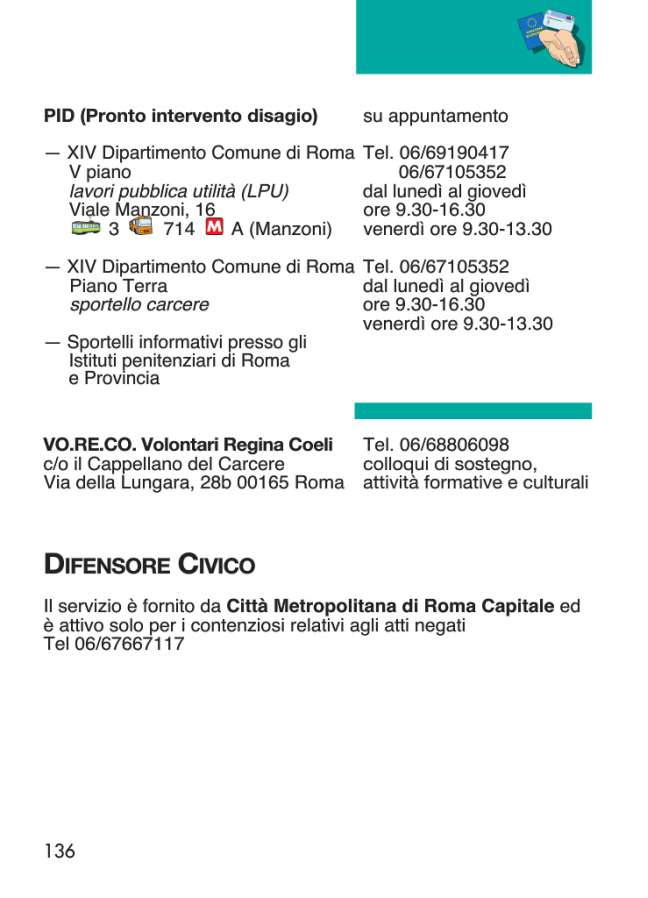 PID (Pronto intervento disagio) su appuntamento
— XIV Dipartimento Comune di Roma Tel. 06/69190417
V piano 06/67105352
lavori pubblica utilità (LPU) dal lunedì al giovedì
Viale Manzoni, 16 ore 9.30-16.30
3 714 M A (Manzoni) venerdì ore 9.30-13.30
— XIV Dipartimento Comune di Roma Tel. 06/67105352
Piano Terra dal lunedì al giovedì
sportello carcere ore 9.30-16.30
venerdì ore 9.30-13.30
— Sportelli informativi presso gli
Istituti penitenziari di Roma
e Provincia
VO.RE.CO. Volontari Regina Coeli Tel. 06/68806098
c/o il Cappellano del Carcere colloqui di sostegno,
Via della Lungara, 28b 00165 Roma attività formative e culturali
DIFENSORE CIVICO
Il servizio è fornito da Città Metropolitana di Roma Capitale ed
è attivo solo per i contenziosi relativi agli atti negati
Tel 06/67667117
136